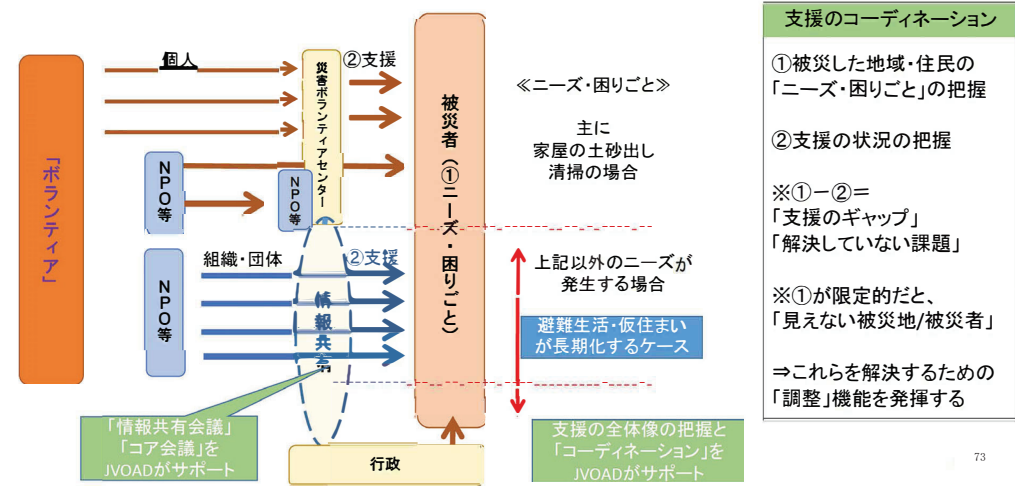 「ボランティア」
個人
NPO等
NPO等
災害ボランティアセンター
②支援
被災者（①ニーズ・困りごと）
≪ニーズ・困りごと≫
主に
家屋の土砂出し
清掃の場合
組織・団体
②支援
NPO等
情報共有
上記以外のニーズが
発生する場合
避難生活・仮住まい
が長期化するケース
「情報共有会議」
「コア会議」を
JVOADがサポート
行政
支援の全体像の把握と
「コーディネーション」を
JVOADがサポート
支援のコーディネーション
①被災した地域・住民の
「ニーズ・困りごと」の把握
②支援の状況の把握
※①－②＝
「支援のギャップ」
「解決していない課題」
※①が限定的だと、
「見えない被災地/被災者」
⇒これらを解決するための
「調整」機能を発揮する
73